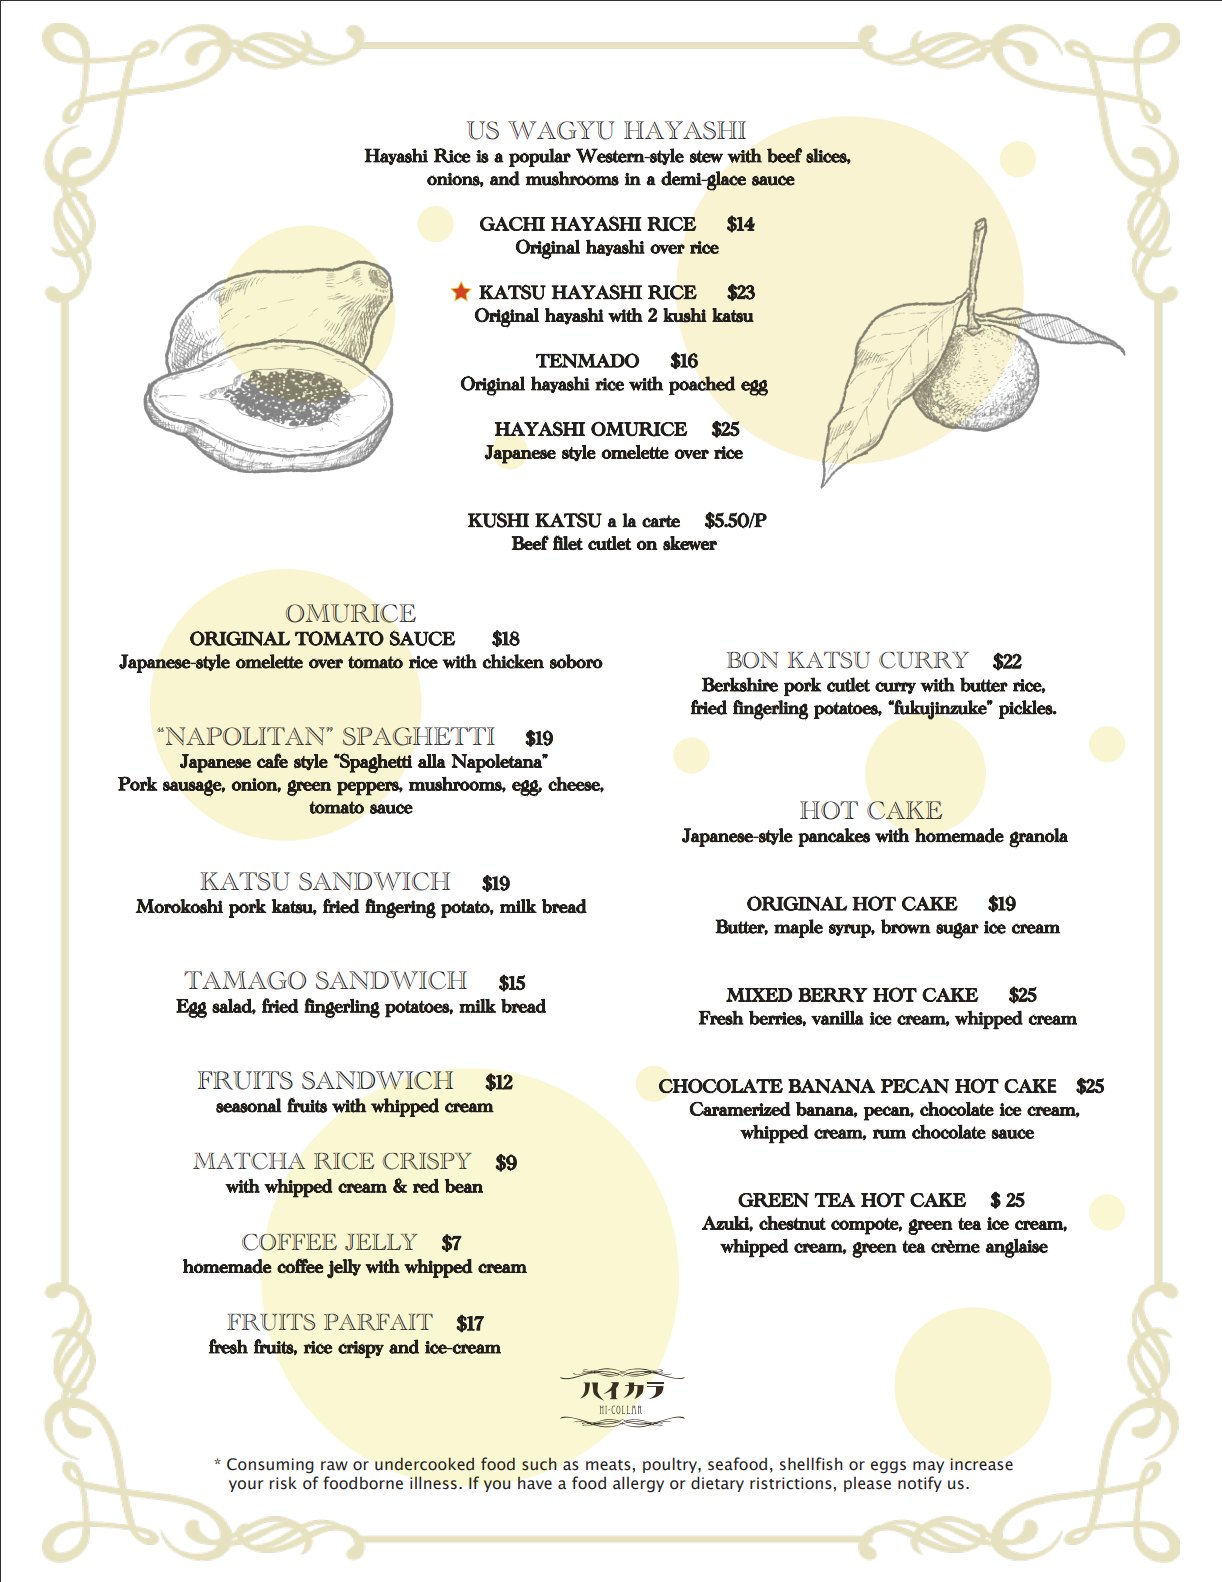 US WAGYU HAYASHI
Hayashi Rice is a popular Western-style stew with beef slices,
onions, and mushrooms in a demi-glace sauce
GACHI HAYASHI RICE $14
Original hayashi over rice
KATSU HAYASHI RICE $23
Original hayashi with 2 kushi katsu
TENMADO $16
Original hayashi rice with poached egg
HAYASHI OMURICE $25
Japanese style omelette over rice
KUSHI KATSU a la carte $5.50/P
Beef filet cutlet on skewer
OMURICE
ORIGINAL TOMATO SAUCE $18
Japanese-style omelette over tomato rice with chicken soboro
“NAPOLITAN” SPAGHETTI $19
Japanese cafe style “Spaghetti alla Napoletana”
Pork sausage, onion, green peppers, mushrooms, egg, cheese,
tomato sauce
KATSU SANDWICH $19
Morokoshi pork katsu, fried fingering potato, milk bread
TAMAGO SANDWICH $15
Egg salad, fried fingerling potatoes, milk bread
FRUITS SANDWICH $12
seasonal fruits with whipped cream
MATCHA RICE CRISPY $9
with whipped cream & red bean
COFFEE JELLY $7
homemade coffee jelly with whipped cream
FRUITS PARFAIT $17
fresh fruits, rice crispy and ice-cream
BON KATSU CURRY $22
Berkshire pork cutlet curry with butter rice,
fried fingerling potatoes, “fukujinzuke” pickles.
HOT CAKE
Japanese-style pancakes with homemade granola
ORIGINAL HOT CAKE $19
Butter, maple syrup, brown sugar ice cream
MIXED BERRY HOT CAKE $25
Fresh berries, vanilla ice cream, whipped cream
CHOCOLATE BANANA PECAN HOT CAKE $25
Caramerized banana, pecan, chocolate ice cream,
whipped cream, rum chocolate sauce
GREEN TEA HOT CAKE $ 25
Azuki, chestnut compote, green tea ice cream,
whipped cream, green tea crème anglaise
ハイカラ
HI-COLLAR
* Consuming raw or undercooked food such as meats, poultry, seafood, shellfish or eggs may increase
your risk of foodborne illness. If you have a food allergy or dietary ristrictions, please notify us.